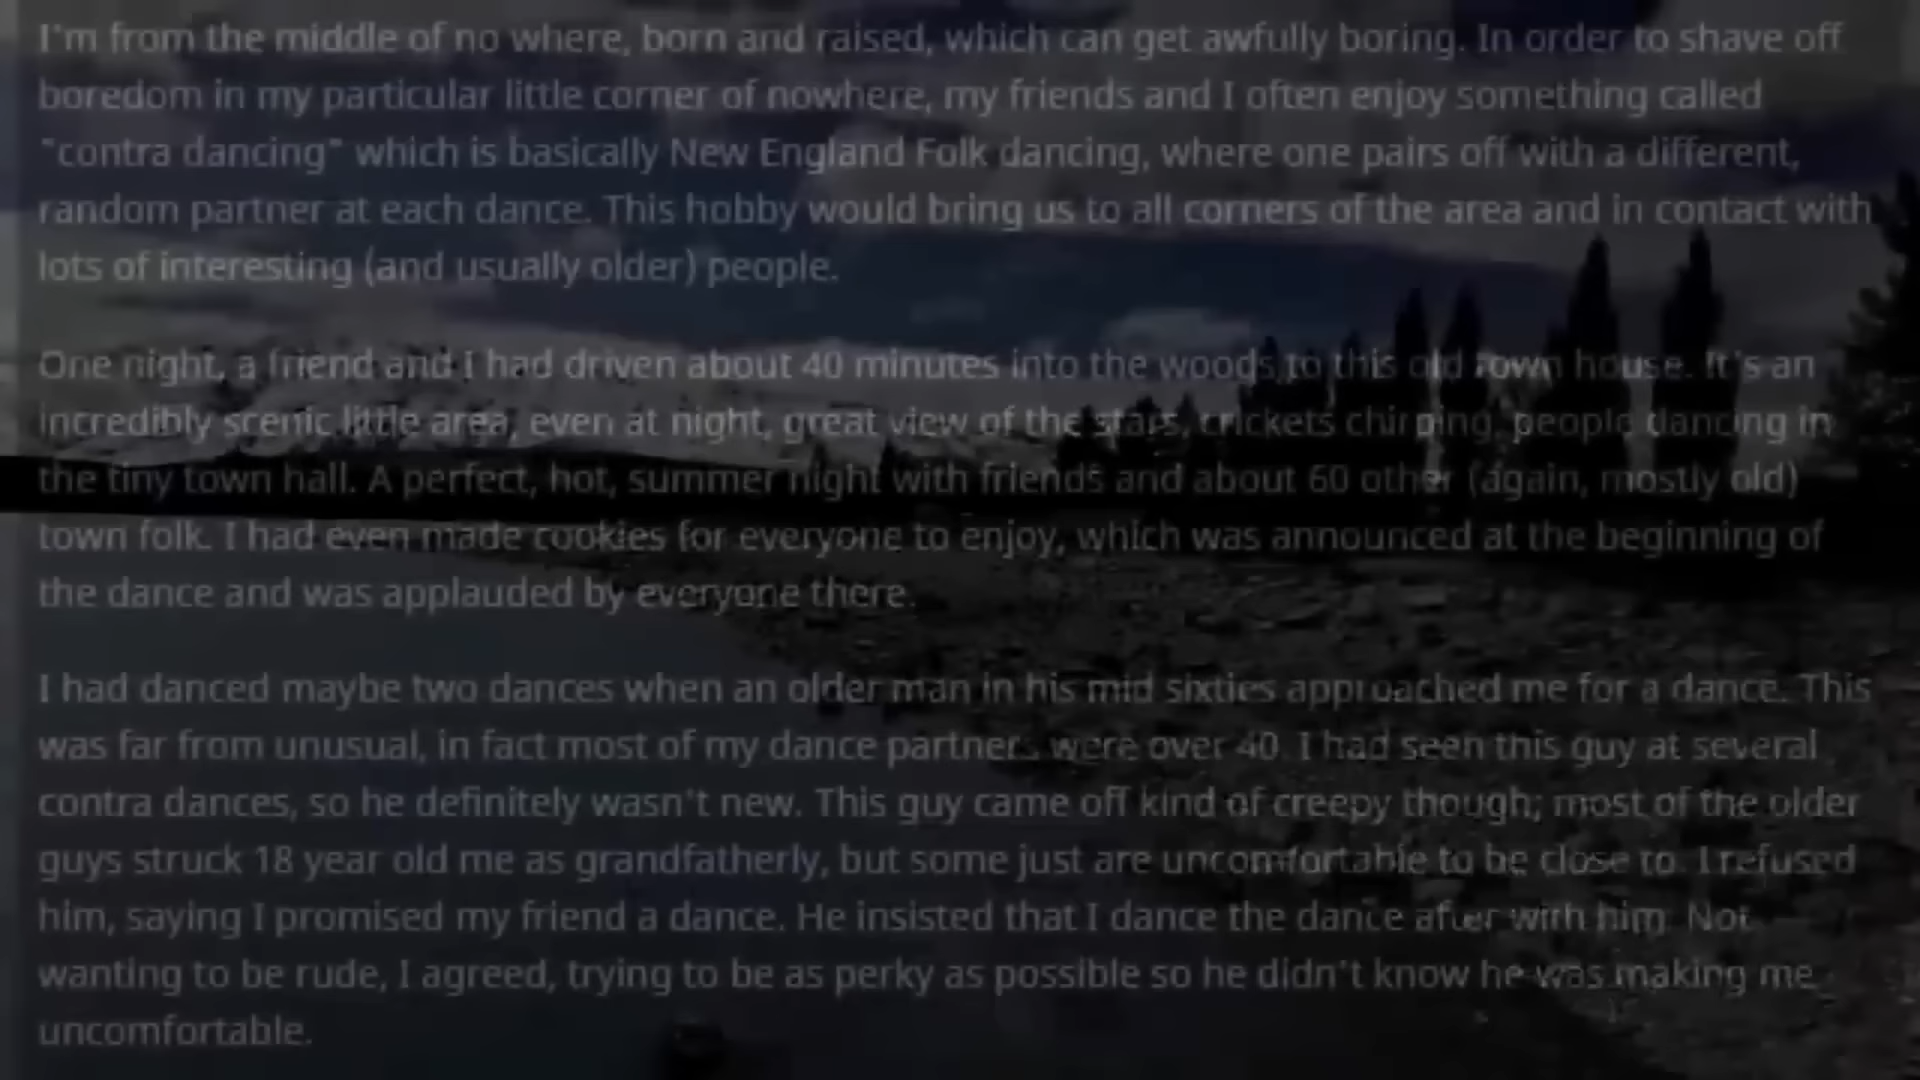 I'm from the middle of no where, born and raised, which can get awfully boring. In order to shave off
boredom in my particular little corner of nowhere, my friends and I often enjoy something called
"contra dancing" which is basically New England Folk dancing, where one pairs off with a different,
random partner at each dance. This hobby would bring us to all corners of the area and in contact with
lots of interesting (and usually older) people.
One night, a friend and I had driven about 40 minutes into the woods to this old town house. It's an
incredibly scenic little area, even at night, great view of the stars, crickets chirping, people dancing in
the tiny town hall. A perfect, hot, summer night with friends and about 60 other (again, mostly old)
town folk. I had even made cookies for everyone to enjoy, which was announced at the beginning of
the dance and was applauded by everyone there.
I had danced maybe two dances when an older man in his mid sixties approached me for a dance. This
was far from unusual, in fact most of my dance partners were over 40. I had seen this guy at several
contra dances, so he definitely wasn't new. This guy came off kind of creepy though; most of the older
guys struck 18 year old me as grandfatherly, but some just are uncomfortable to be close to. I refused
him, saying I promised my friend a dance. He insisted that I dance the dance after with him. Not
wanting to be rude, I agreed, trying to be as perky as possible so he didn't know he was making me
uncomfortable.